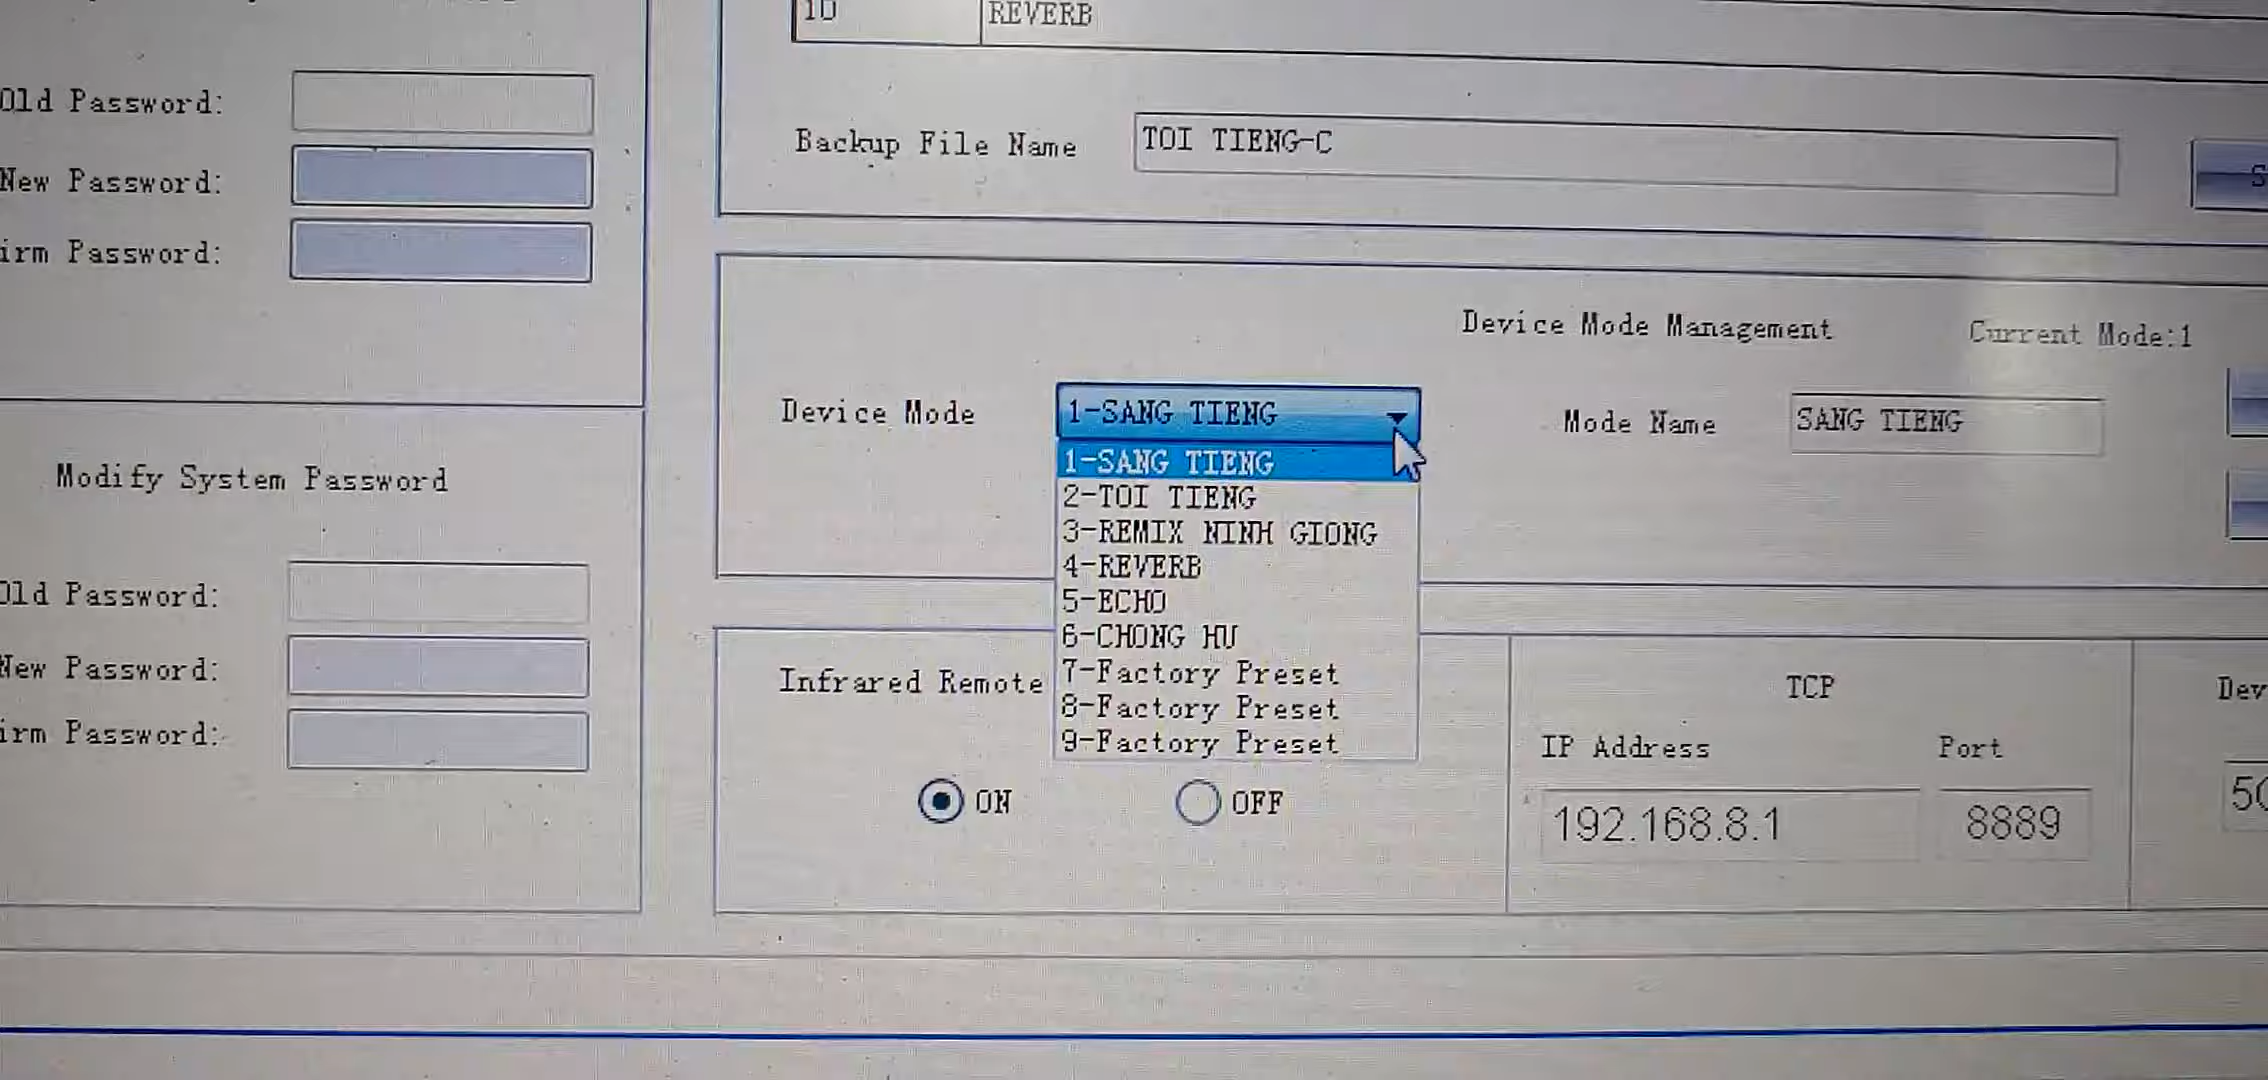 10 REVERB
Old Password:
New Password:
irm Password:
Backup File Name TOI TIENG-C
S
Device Mode Management Current Mode:1
Device Mode 1-SANG TIENG Mode Name SANG TIENG
1-SANG TIENG
2-TOI TIENG
3-REMIX NINH GIONG
4-REVERB
5-ECHO
6-CHONG HU
7-Factory Preset
8-Factory Preset
9-Factory Preset
Modify System Password
Old Password:
New Password:
irm Password:
Infrared Remote
ON OFF
TCP
IP Address Port
192.168.8.1 8889
Dev
50